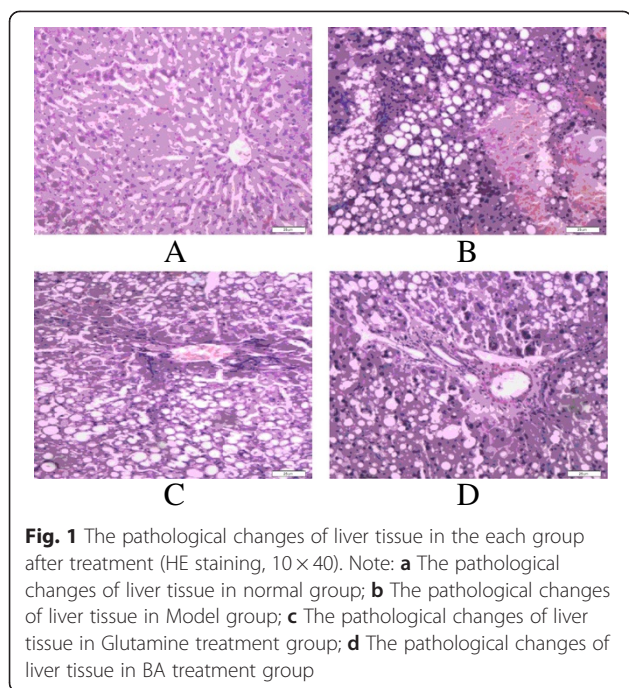 A
B
C
D
Fig. 1 The pathological changes of liver tissue in the each group
after treatment (HE staining, 10 × 40). Note: a The pathological
changes of liver tissue in normal group; b The pathological changes
of liver tissue in Model group; c The pathological changes of liver
tissue in Glutamine treatment group; d The pathological changes of
liver tissue in BA treatment group